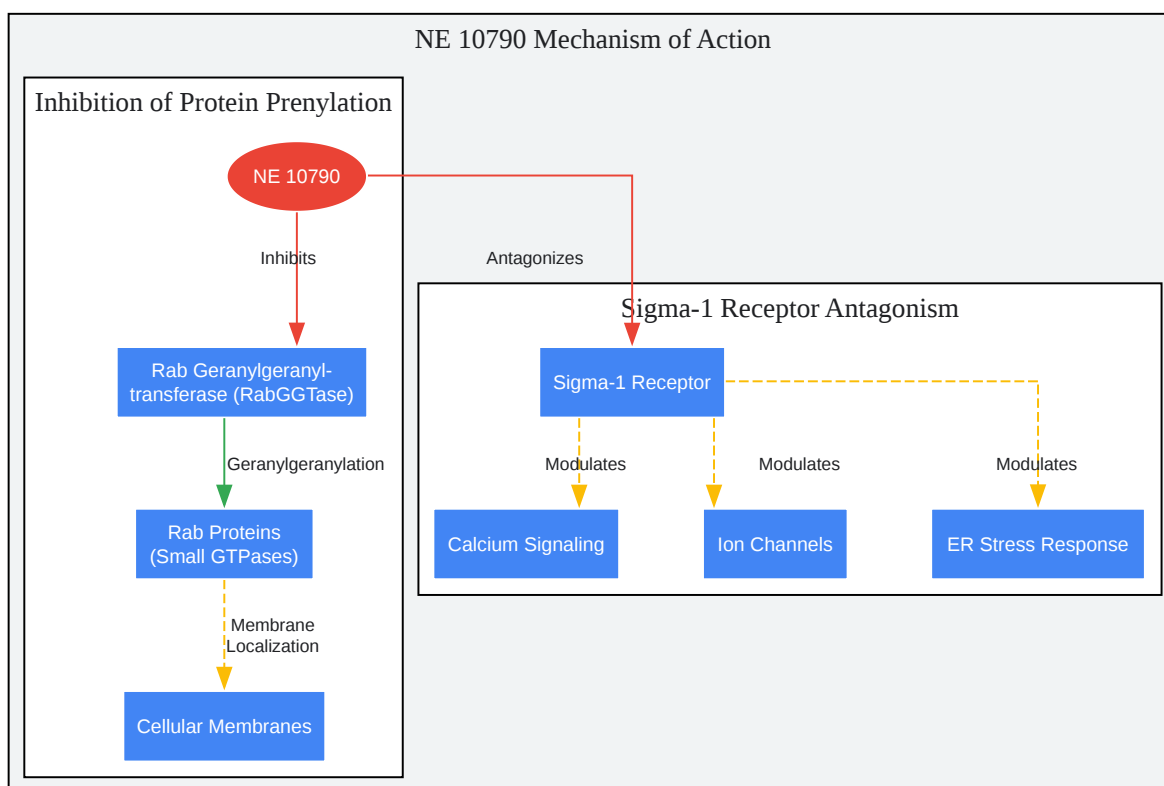 NE 10790 Mechanism of Action
Inhibition of Protein Prenylation
NE 10790
Inhibits
Antagonizes
Sigma-1 Receptor Antagonism
Rab Geranylgeranyl-
transferase (RabGGTase)
Sigma-1 Receptor
Geranylgeranylation
Modulates
Modulates
Modulates
Rab Proteins
(Small GTPases)
Calcium Signaling
Ion Channels
ER Stress Response
Membrane
Localization
Cellular Membranes